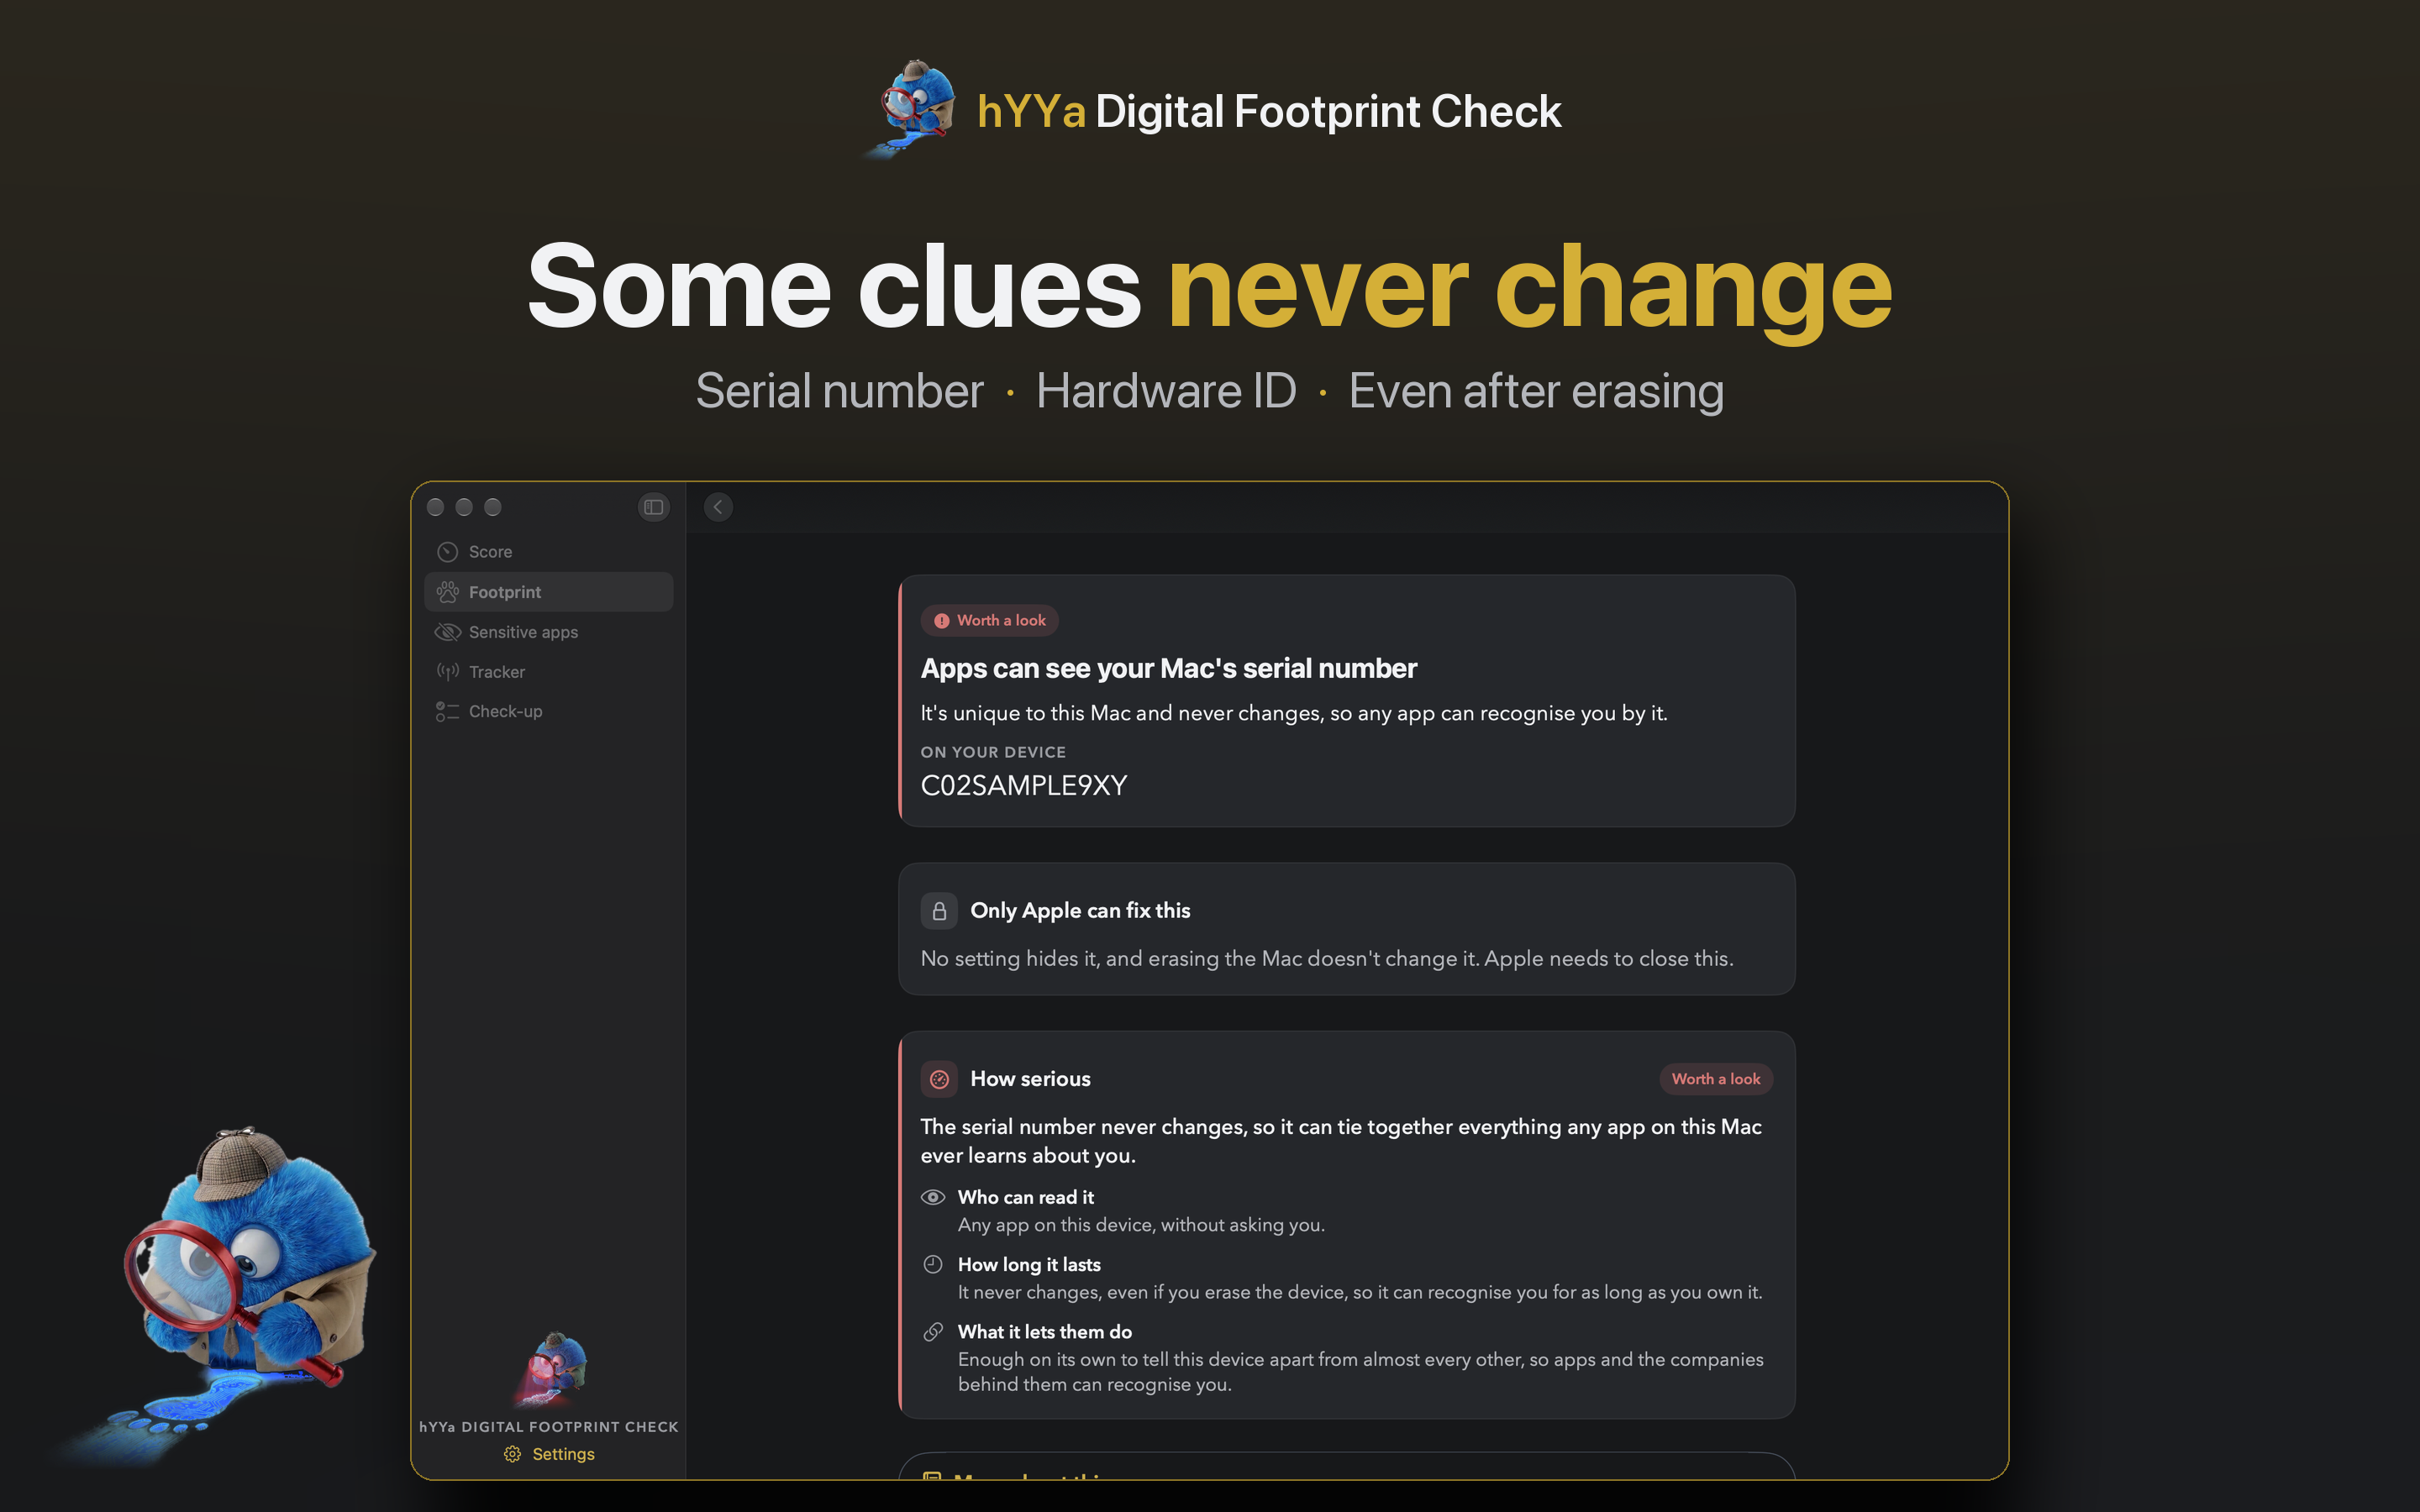 hYYa Digital Footprint Check
Some clues never change
Serial number · Hardware ID · Even after erasing
Score
Footprint
Sensitive apps
Tracker
Check-up
hYYa DIGITAL FOOTPRINT CHECK
Settings
Worth a look
Apps can see your Mac's serial number
It's unique to this Mac and never changes, so any app can recognise you by it.
ON YOUR DEVICE
C02SAMPLE9XY
Only Apple can fix this
No setting hides it, and erasing the Mac doesn't change it. Apple needs to close this.
How serious
Worth a look
The serial number never changes, so it can tie together everything any app on this Mac
ever learns about you.
Who can read it
Any app on this device, without asking you.
How long it lasts
It never changes, even if you erase the device, so it can recognise you for as long as you own it.
What it lets them do
Enough on its own to tell this device apart from almost every other, so apps and the companies
behind them can recognise you.